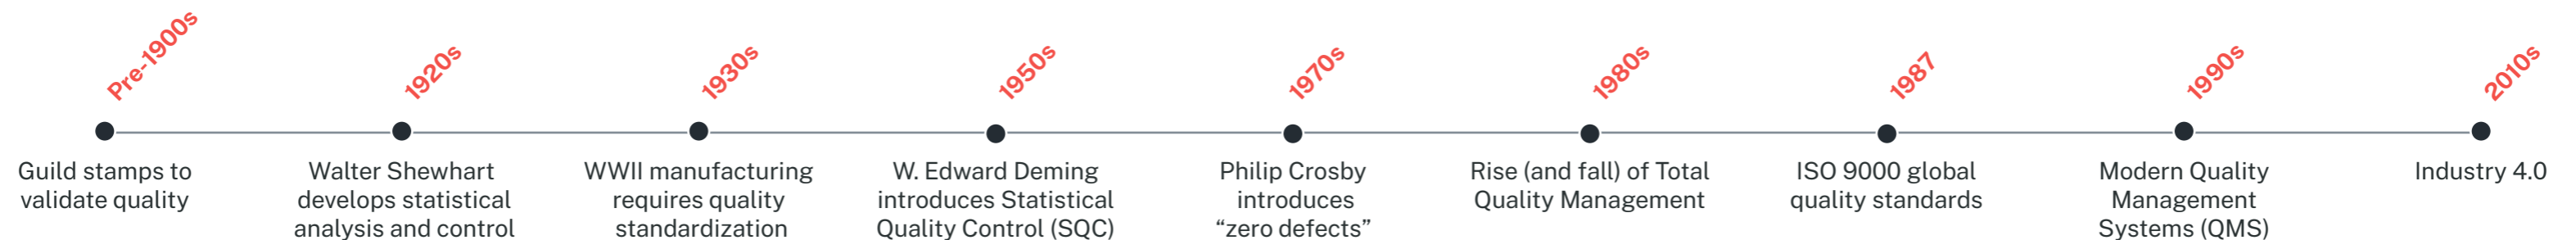 Pre-1900s
Guild stamps to
validate quality
1920s
Walter Shewhart
develops statistical
analysis and control
1930s
WWII manufacturing
requires quality
standardization
1950s
W. Edward Deming
introduces Statistical
Quality Control (SQC)
1970s
Philip Crosby
introduces
“zero defects”
1980s
Rise (and fall) of Total
Quality Management
1987
ISO 9000 global
quality standards
1990s
Modern Quality
Management
Systems (QMS)
2010s
Industry 4.0